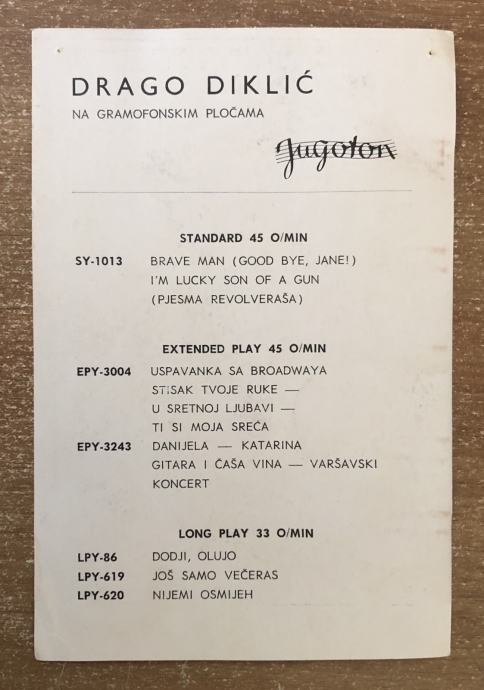 DRAGO DIKLIĆ
NA GRAMOFONSKIM PLOČAMA
Jugoton
STANDARD 45 O/MIN
SY-1013 BRAVE MAN (GOOD BYE, JANE!)
I'M LUCKY SON OF A GUN
(PJESMA REVOLVERAŠA)
EXTENDED PLAY 45 O/MIN
EPY-3004 USPAVANKA SA BROADWAYA
STISAK TVOJE RUKE —
U SRETNOJ LJUBAVI —
TI SI MOJA SREĆA
EPY-3243 DANIJELA — KATARINA
GITARA I ČAŠA VINA — VARŠAVSKI
KONCERT
LONG PLAY 33 O/MIN
LPY-86 DODJI, OLUJO
LPY-619 JOŠ SAMO VEČERAS
LPY-620 NIJEMI OSMIJEH